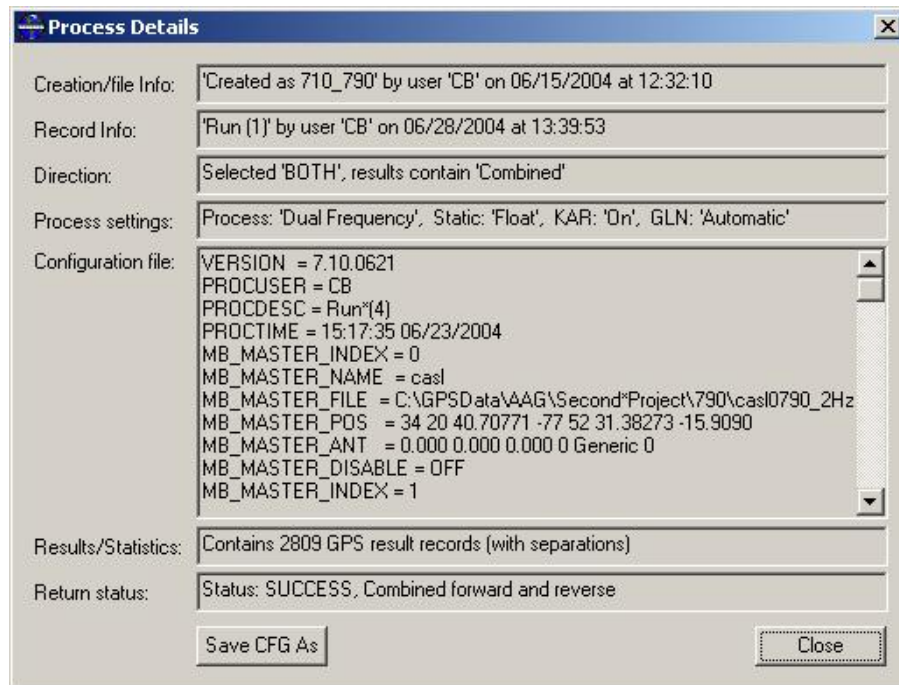 Process Details
Creation/file Info: 'Created as 710_790' by user 'CB' on 06/15/2004 at 12:32:10
Record Info: 'Run (1)' by user 'CB' on 06/28/2004 at 13:39:53
Direction: Selected 'BOTH', results contain 'Combined'
Process settings: Process: 'Dual Frequency', Static: 'Float', KAR: 'On', GLN: 'Automatic'
Configuration file: VERSION = 7.10.0621
PROCUSER = CB
PROCDESC = Run*(4)
PROCTIME = 15:17:35 06/23/2004
MB_MASTER_INDEX = 0
MB_MASTER_NAME = casl
MB_MASTER_FILE = C:\GPSData\AAG\Second*Project\790\casl0790_2Hz
MB_MASTER_POS = 34 20 40.70771 -77 52 31.38273 -15.9090
MB_MASTER_ANT = 0.000 0.000 0.000 0 Generic 0
MB_MASTER_DISABLE = OFF
MB_MASTER_INDEX = 1
Results/Statistics: Contains 2809 GPS result records (with separations)
Return status: Status: SUCCESS, Combined forward and reverse
Save CFG As Close